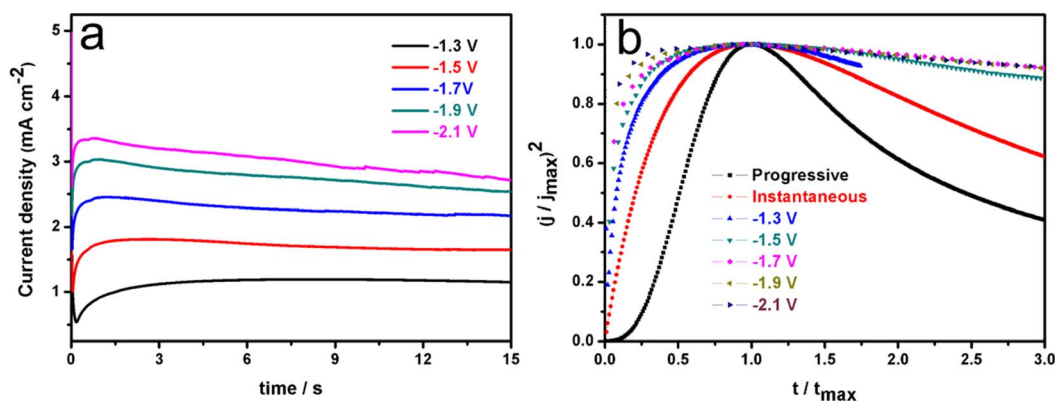 a
-1.3 V
-1.5 V
-1.7V
-1.9 V
-2.1 V
Current density (mA cm⁻²)
5
4
3
2
1
0 3 6 9 12 15
time / s
b
Progressive
Instantaneous
-1.3 V
-1.5 V
-1.7 V
-1.9 V
-2.1 V
(j / jmax)²
1.0
0.8
0.6
0.4
0.2
0.0
0.0 0.5 1.0 1.5 2.0 2.5 3.0
t / tmax